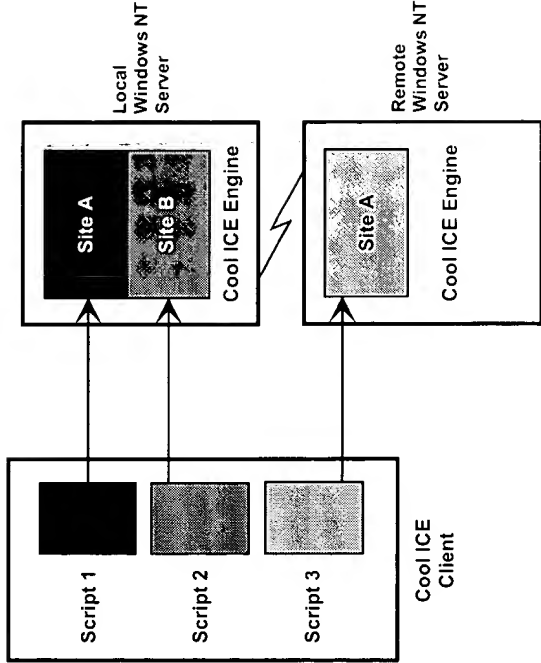 Script 1
Script 2
Script 3
Cool ICE
Client
Site A
Site B
Cool ICE Engine
Local
Windows NT
Server
Site A
Cool ICE Engine
Remote
Windows NT
Server